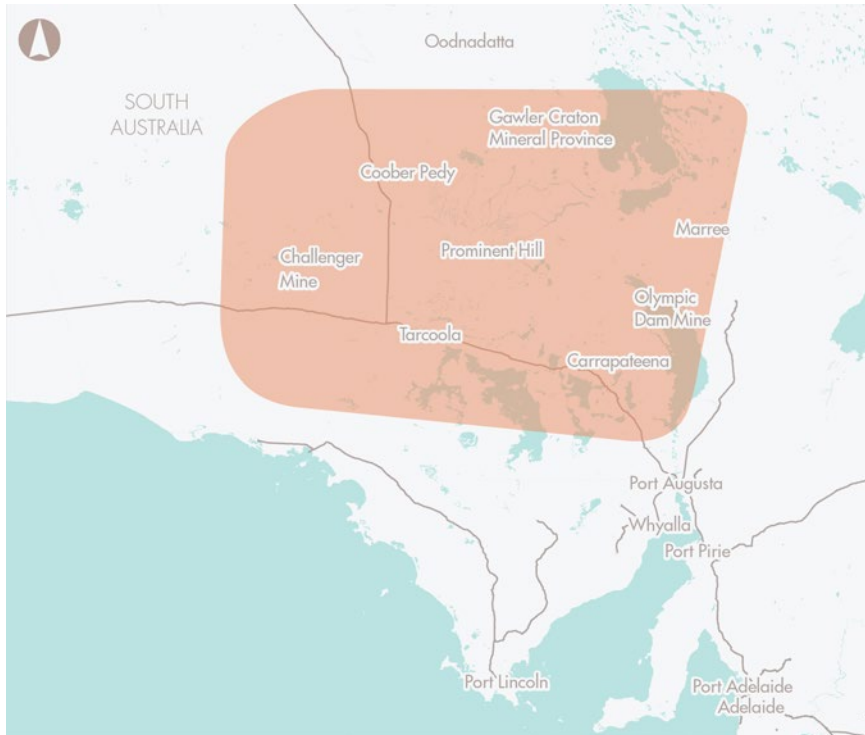 Oodnadatta
SOUTH
AUSTRALIA
Gawler Craton
Mineral Province
Coober Pedy
Marree
Prominent Hill
Challenger
Mine
Olympic
Dam Mine
Tarcoola
Carrapateena
Port Augusta
Whyalla
Port Pirie
Port Lincoln
Port Adelaide
Adelaide